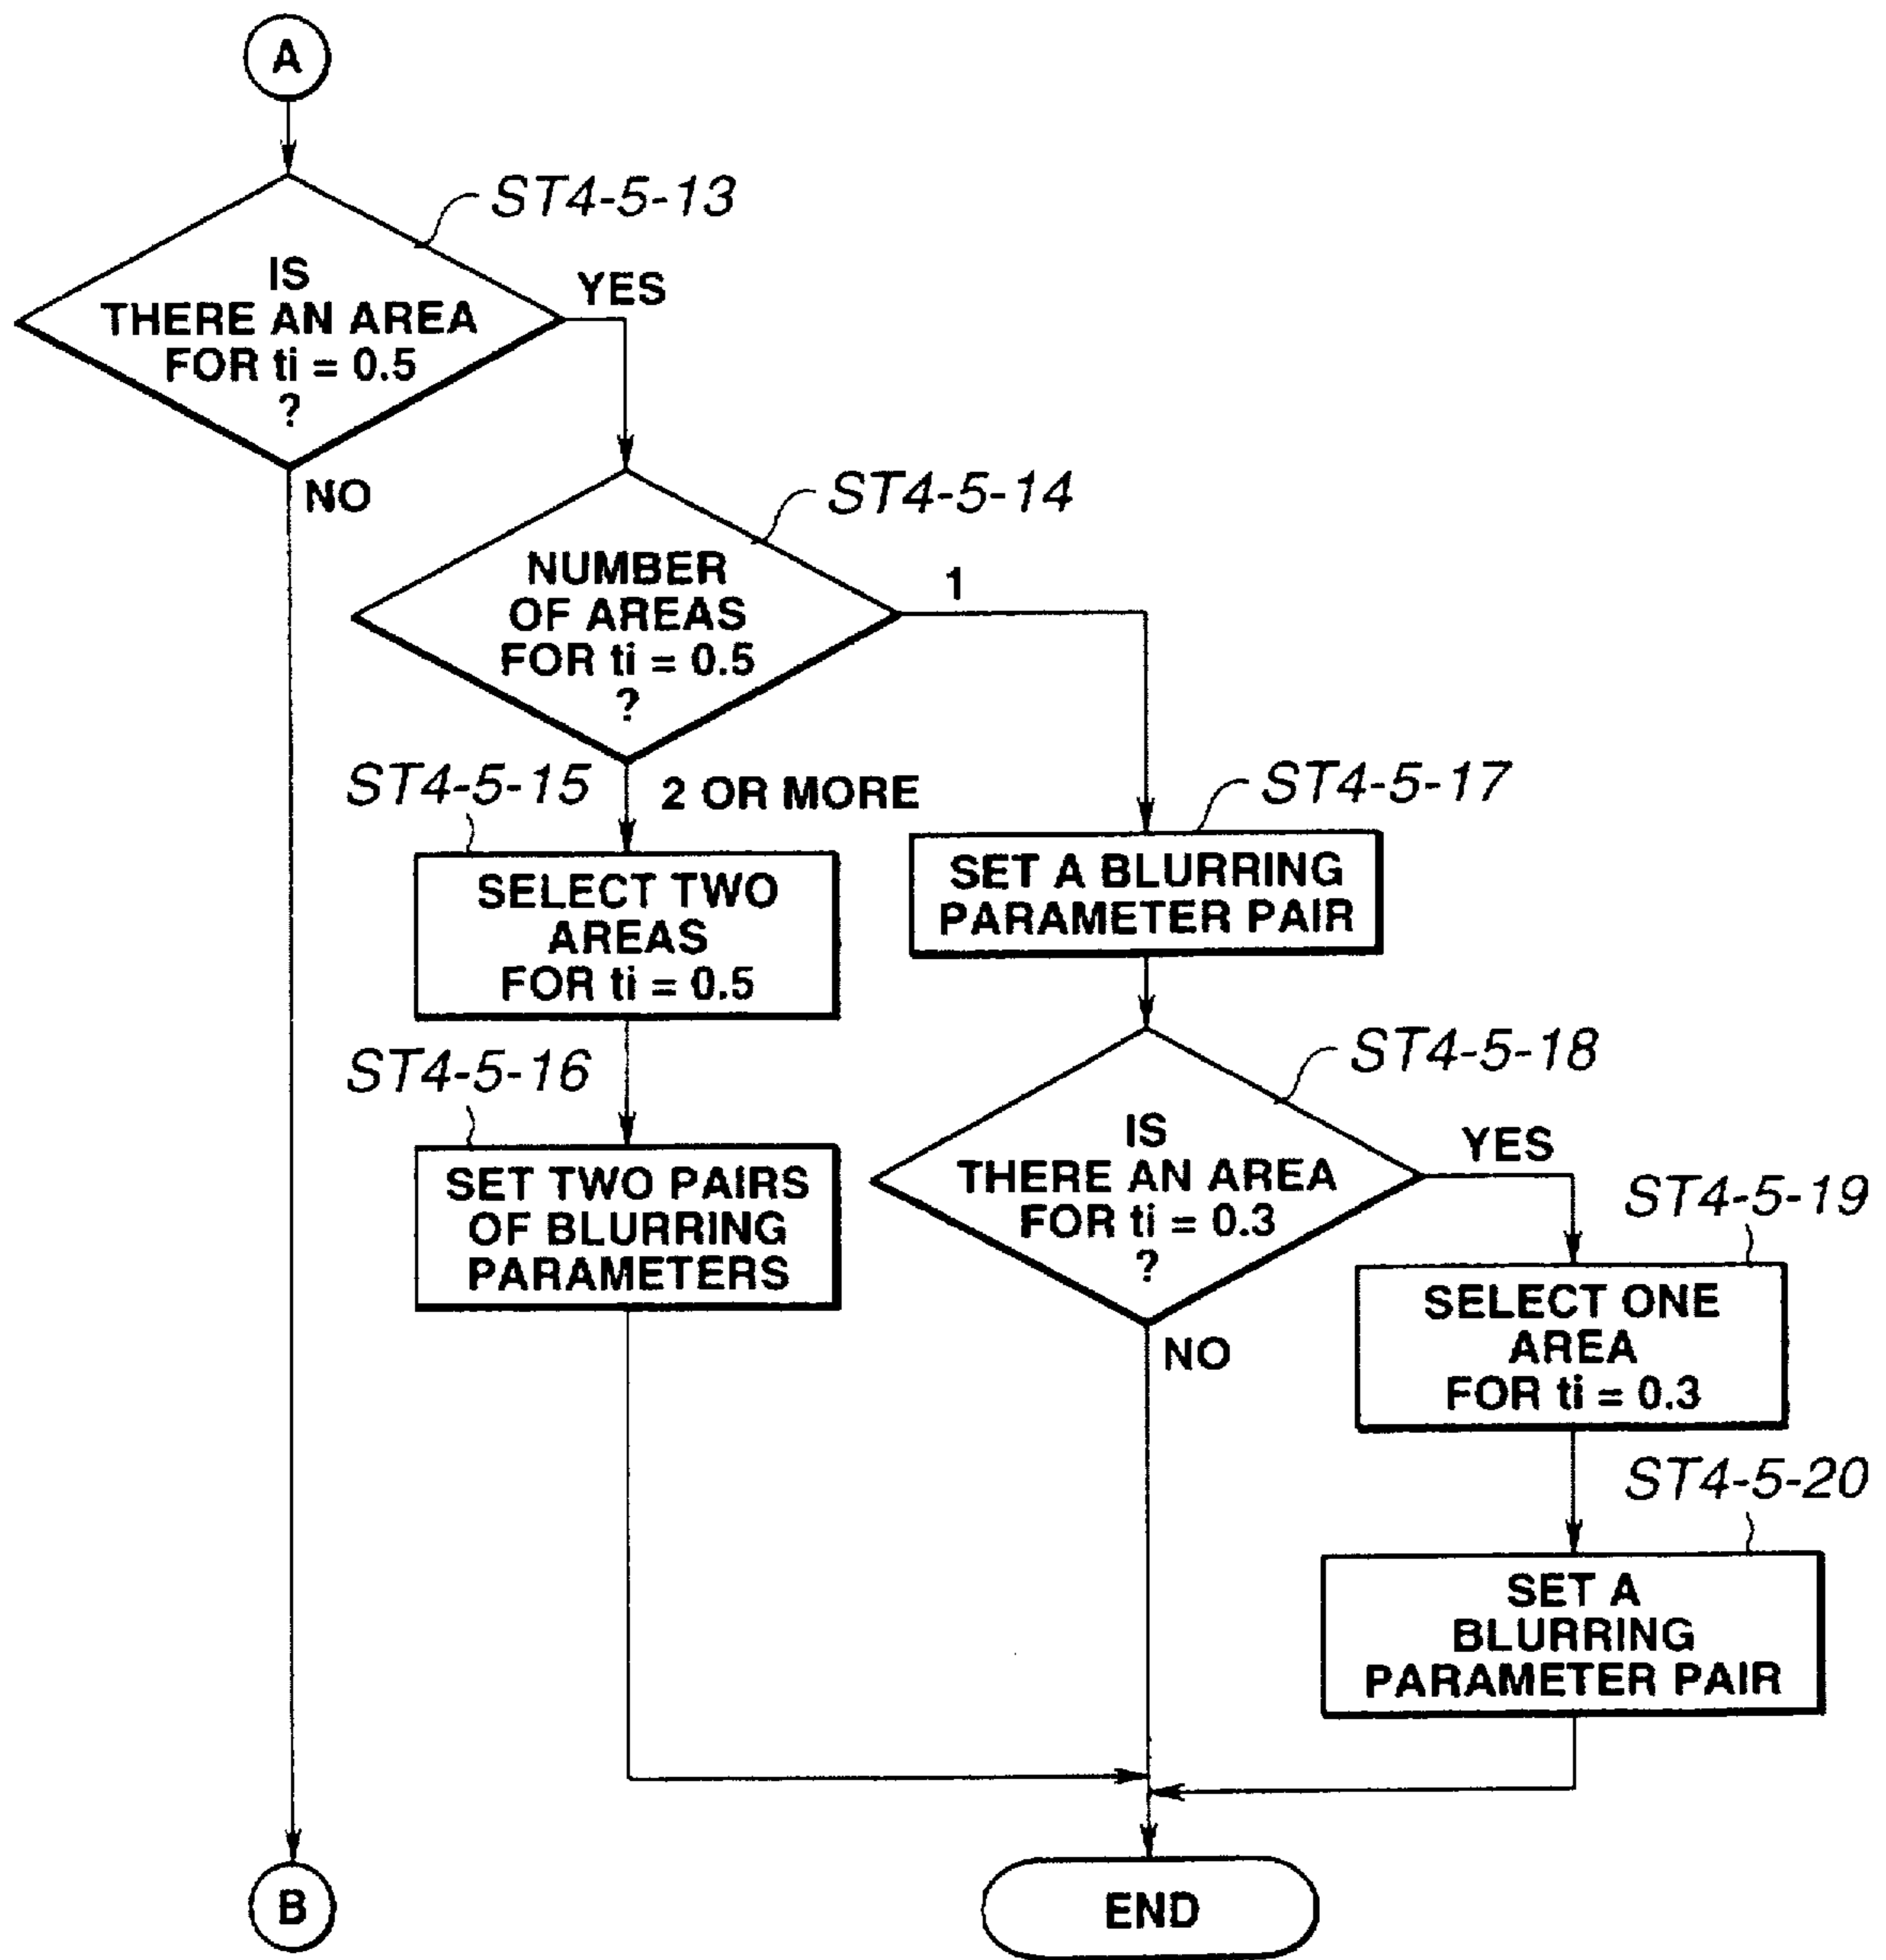 A
ST4-5-13
IS
THERE AN AREA
FOR ti = 0.5
?
YES
NO
ST4-5-14
NUMBER
OF AREAS
FOR ti = 0.5
?
1
2 OR MORE
ST4-5-15
SELECT TWO
AREAS
FOR ti = 0.5
ST4-5-16
SET TWO PAIRS
OF BLURRING
PARAMETERS
ST4-5-17
SET A BLURRING
PARAMETER PAIR
ST4-5-18
IS
THERE AN AREA
FOR ti = 0.3
?
YES
NO
ST4-5-19
SELECT ONE
AREA
FOR ti = 0.3
ST4-5-20
SET A
BLURRING
PARAMETER PAIR
B
END